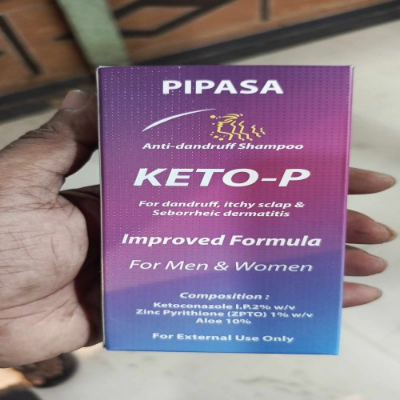 PIPASA
Anti-dandruff Shampoo
KETO-P
For dandruff, itchy sclap &
Seborrheic dermatitis
Improved Formula
For Men & Women
Composition :
Ketoconazole I.P.2% w/v
Zinc Pyrithione (ZPTO) 1% w/v
Aloe 10%
For External Use Only